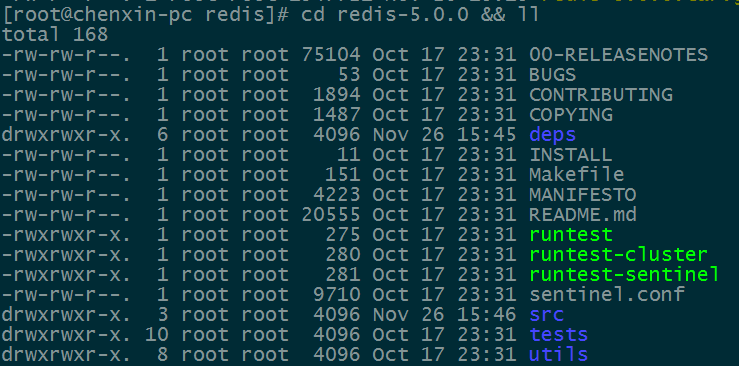 [root@chenxin-pc redis]# cd redis-5.0.0 && ll
total 168
-rw-rw-r--.  1 root root 75104 Oct 17 23:31 00-RELEASENOTES
-rw-rw-r--.  1 root root    53 Oct 17 23:31 BUGS
-rw-rw-r--.  1 root root  1894 Oct 17 23:31 CONTRIBUTING
-rw-rw-r--.  1 root root  1487 Oct 17 23:31 COPYING
drwxrwxr-x.  6 root root  4096 Nov 26 15:45 deps
-rw-rw-r--.  1 root root    11 Oct 17 23:31 INSTALL
-rw-rw-r--.  1 root root   151 Oct 17 23:31 Makefile
-rw-rw-r--.  1 root root  4223 Oct 17 23:31 MANIFESTO
-rw-rw-r--.  1 root root 20555 Oct 17 23:31 README.md
-rwxrwxr-x.  1 root root   275 Oct 17 23:31 runtest
-rwxrwxr-x.  1 root root   280 Oct 17 23:31 runtest-cluster
-rwxrwxr-x.  1 root root   281 Oct 17 23:31 runtest-sentinel
-rw-rw-r--.  1 root root  9710 Oct 17 23:31 sentinel.conf
drwxrwxr-x.  3 root root  4096 Nov 26 15:46 src
drwxrwxr-x. 10 root root  4096 Oct 17 23:31 tests
drwxrwxr-x.  8 root root  4096 Oct 17 23:31 utils